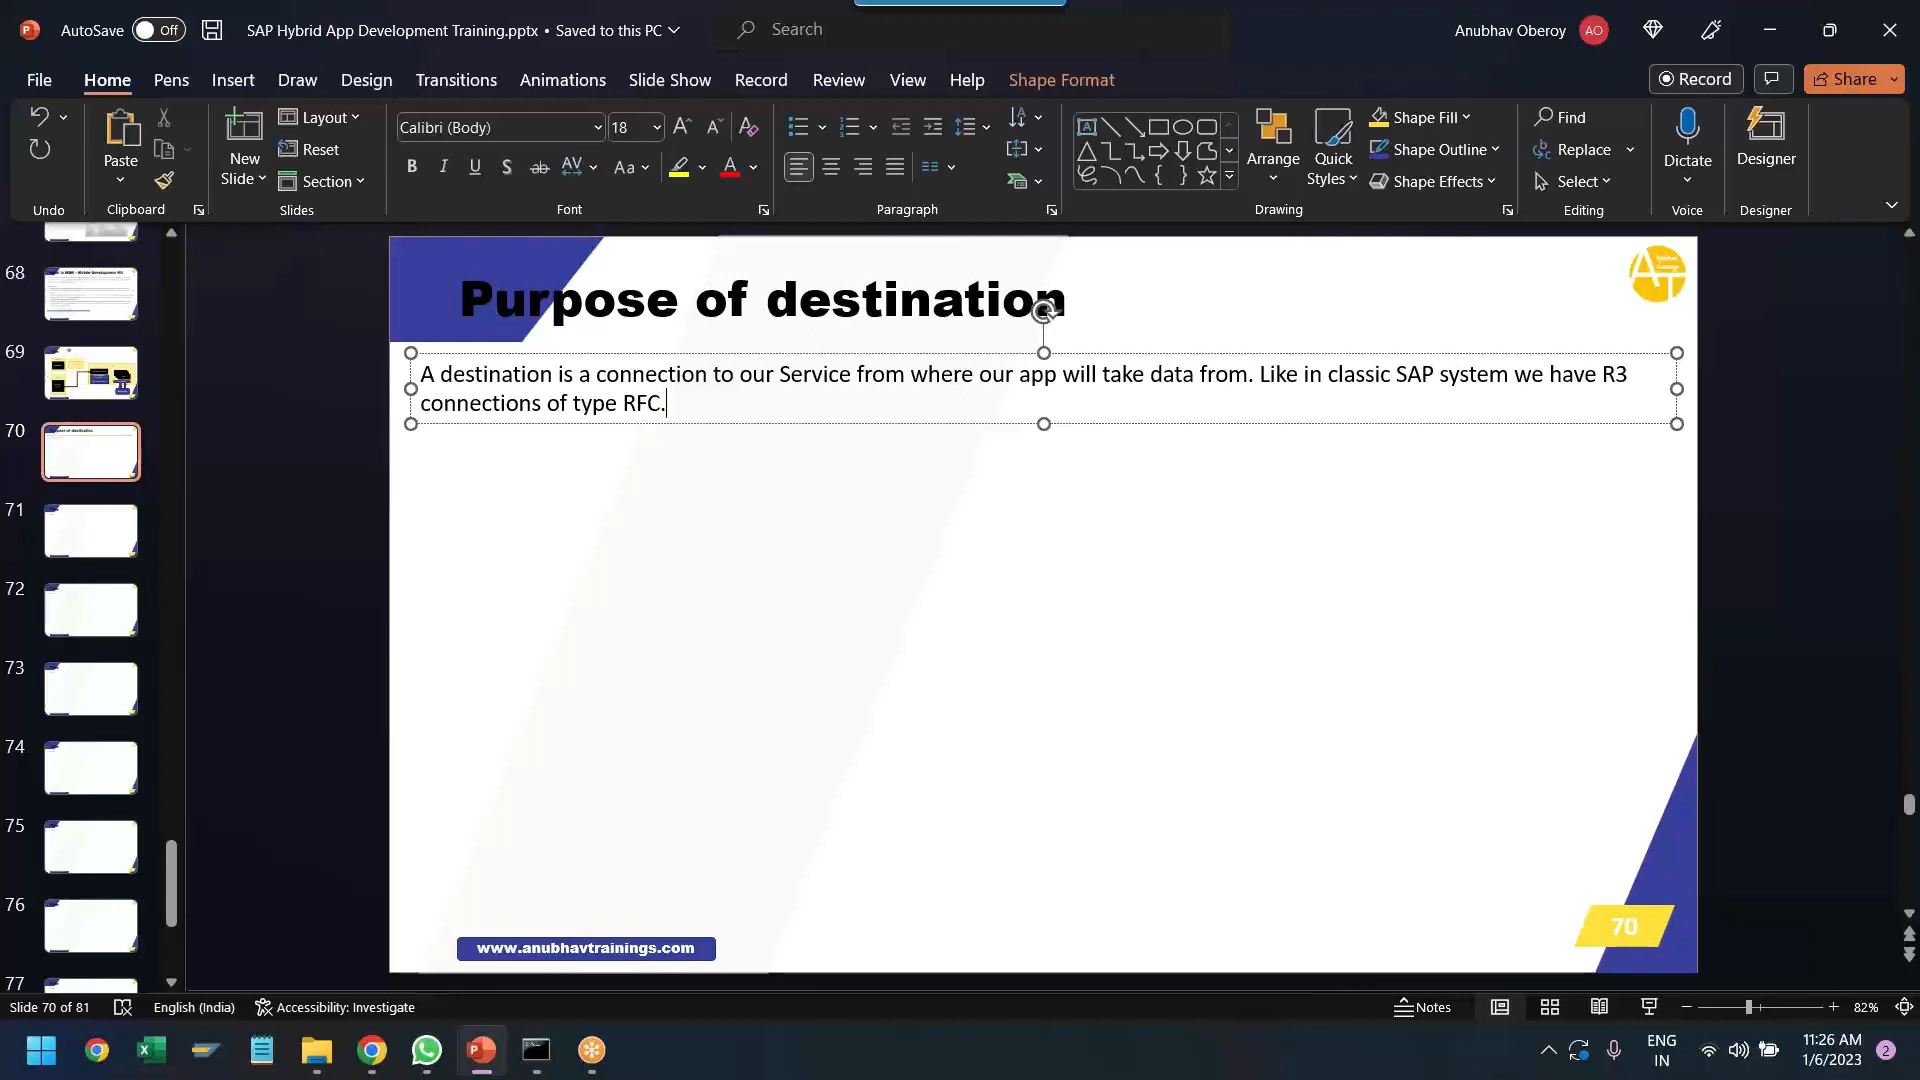 AutoSave Off SAP Hybrid App Development Training.pptx • Saved to this PC Search Anubhav Oberoy AO
File Home Pens Insert Draw Design Transitions Animations Slide Show Record Review View Help Shape Format Record Share
Paste
New Slide
Layout
Reset
Section
Calibri (Body) 18
Arrange
Quick Styles
Shape Fill
Shape Outline
Shape Effects
Find
Replace
Select
Dictate
Designer
Undo Clipboard Slides Font Paragraph Drawing Editing Voice Designer
68
69
70
71
72
73
74
75
76
77
Purpose of destination
A destination is a connection to our Service from where our app will take data from. Like in classic SAP system we have R3
connections of type RFC.
www.anubhavtrainings.com
70
Slide 70 of 81 English (India) Accessibility: Investigate Notes 82%
ENG
IN
11:26 AM
1/6/2023
2